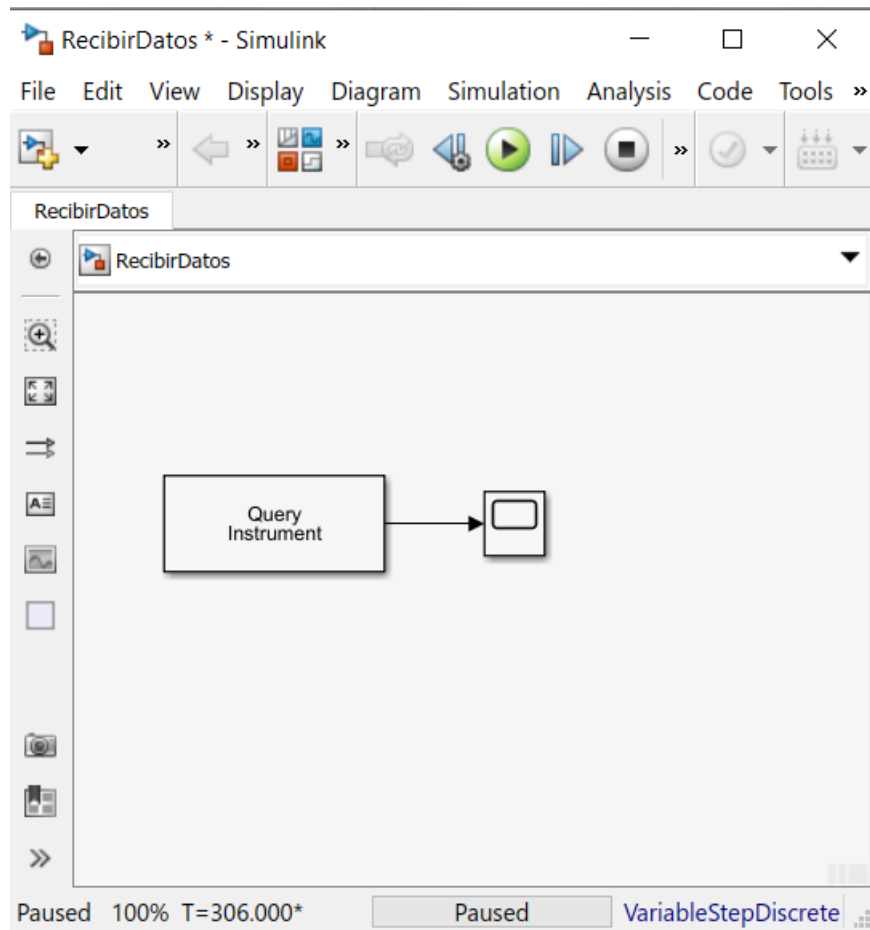 RecibirDatos * - Simulink
File Edit View Display Diagram Simulation Analysis Code Tools »
RecibirDatos
RecibirDatos
Query
Instrument
Paused 100% T=306.000* Paused VariableStepDiscrete